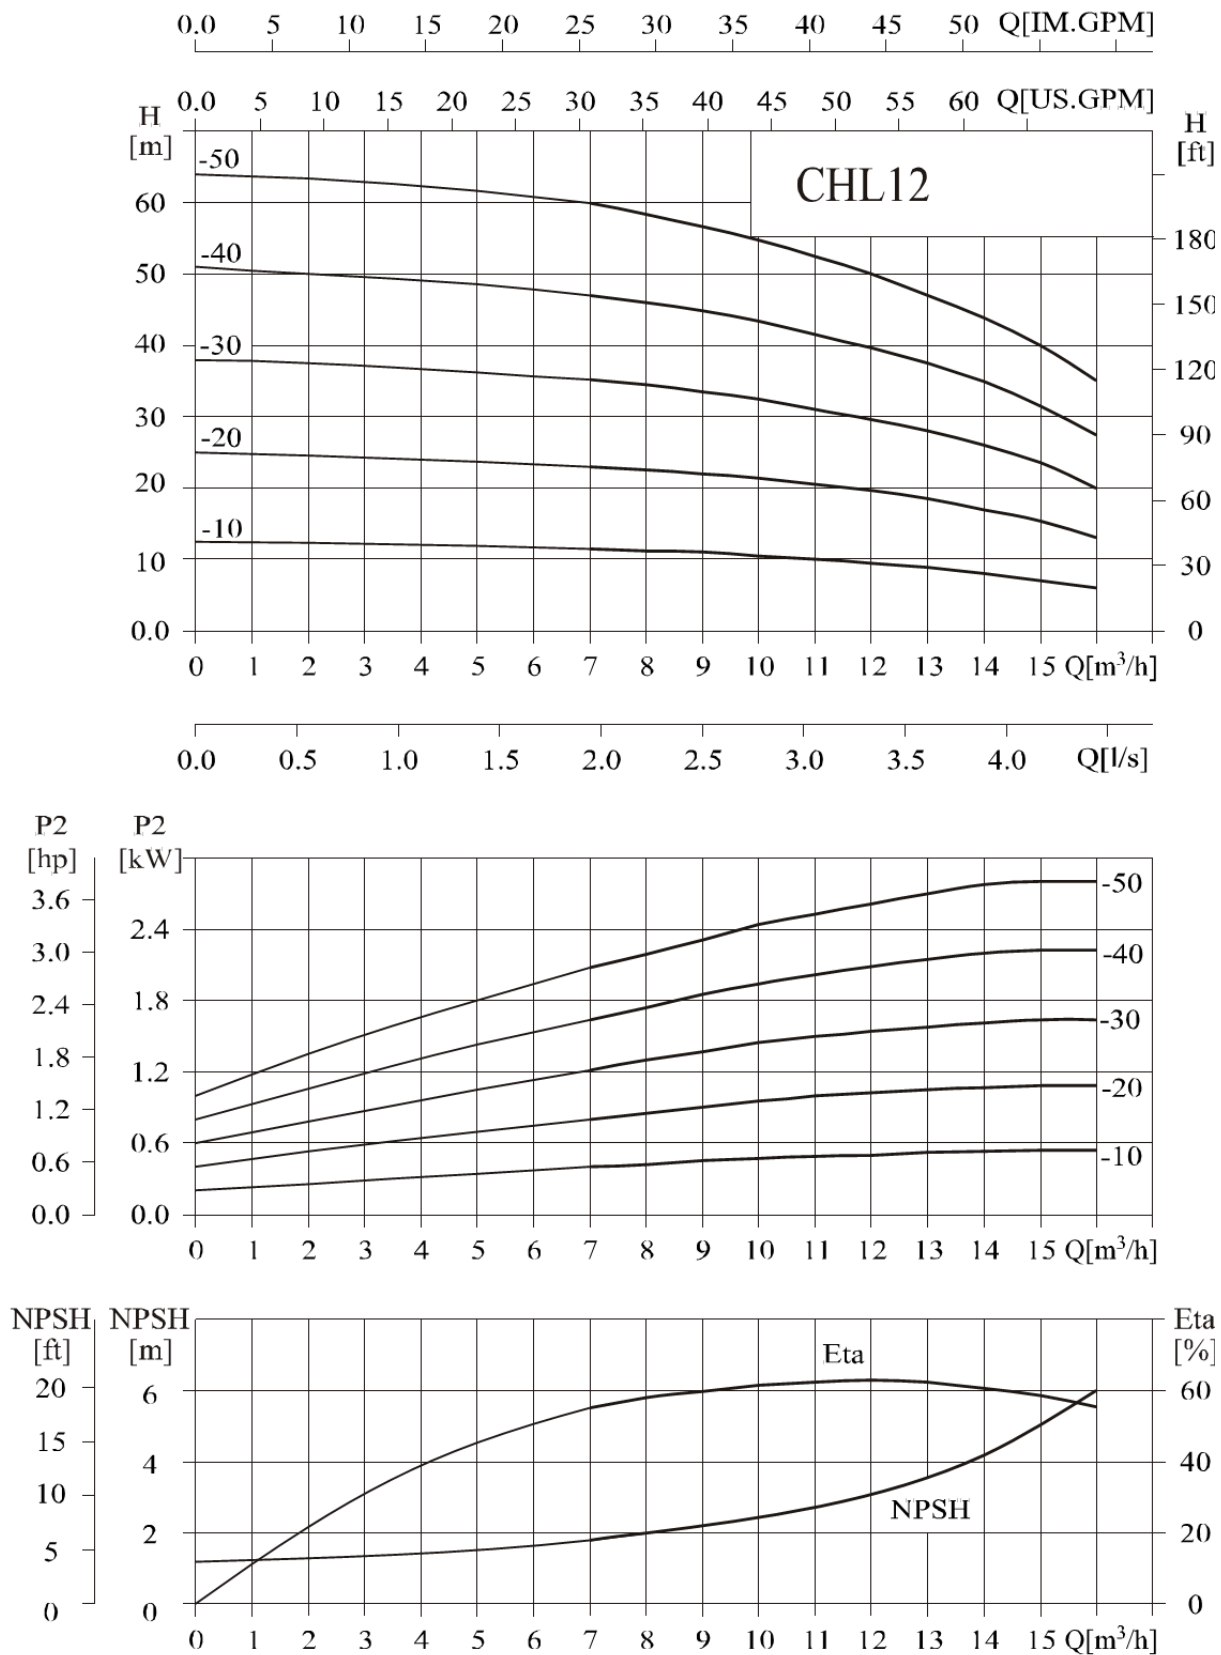 0.0 5 10 15 20 25 30 35 40 45 50 Q[IM.GPM]
0.0 5 10 15 20 25 30 35 40 45 50 55 60 Q[US.GPM]
H
[m]
H
[ft]
CHL12
-50
60
180
-40
50
150
-30
40
120
-20
30
90
20
60
-10
10
30
0.0
0
0 1 2 3 4 5 6 7 8 9 10 11 12 13 14 15 Q[m³/h]
0.0 0.5 1.0 1.5 2.0 2.5 3.0 3.5 4.0 Q[l/s]
P2
[hp]
P2
[kW]
3.6
-50
2.4
3.0
-40
2.4
1.8
-30
1.8
1.2
-20
1.2
0.6
-10
0.6
0.0
0.0
0 1 2 3 4 5 6 7 8 9 10 11 12 13 14 15 Q[m³/h]
NPSH
[ft]
NPSH
[m]
Eta
[%]
Eta
20
6
60
15
4
40
10
NPSH
2
20
5
0
0
0
0 1 2 3 4 5 6 7 8 9 10 11 12 13 14 15 Q[m³/h]